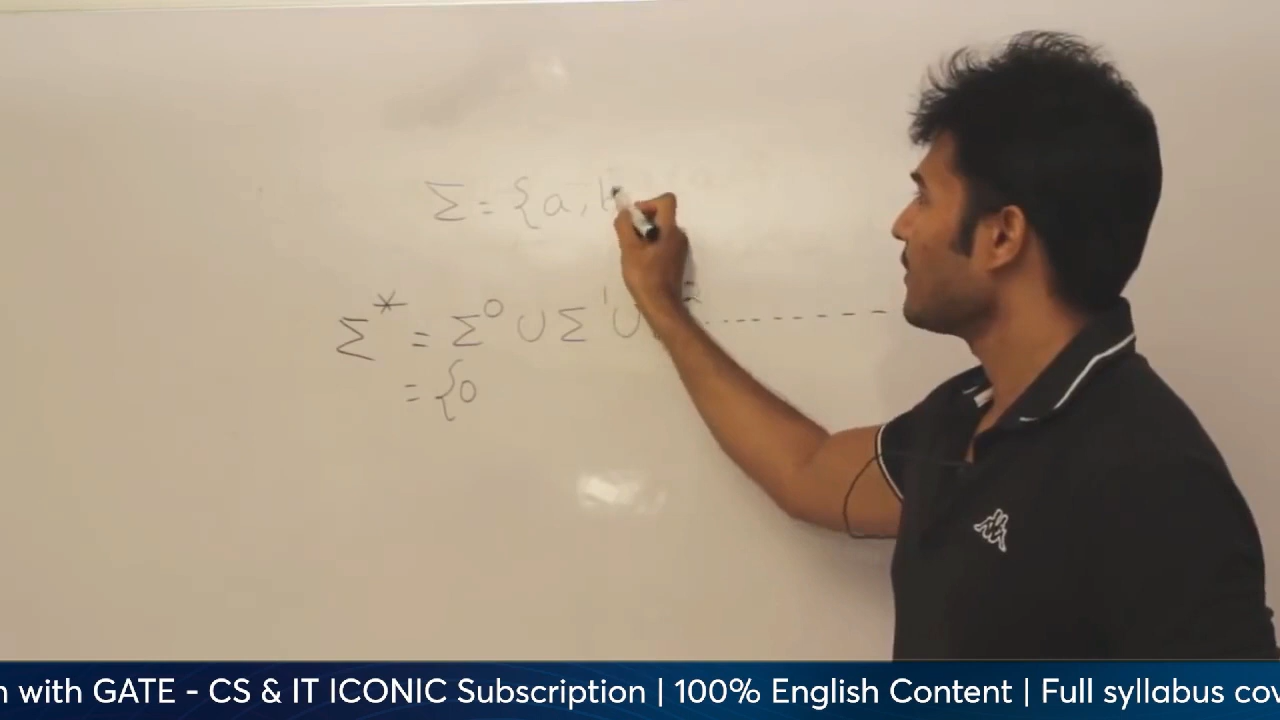 Σ = {a, b
Σ* = Σ⁰ ∪ Σ¹ ∪ ----------
= {0
n with GATE - CS & IT ICONIC Subscription | 100% English Content | Full syllabus cov